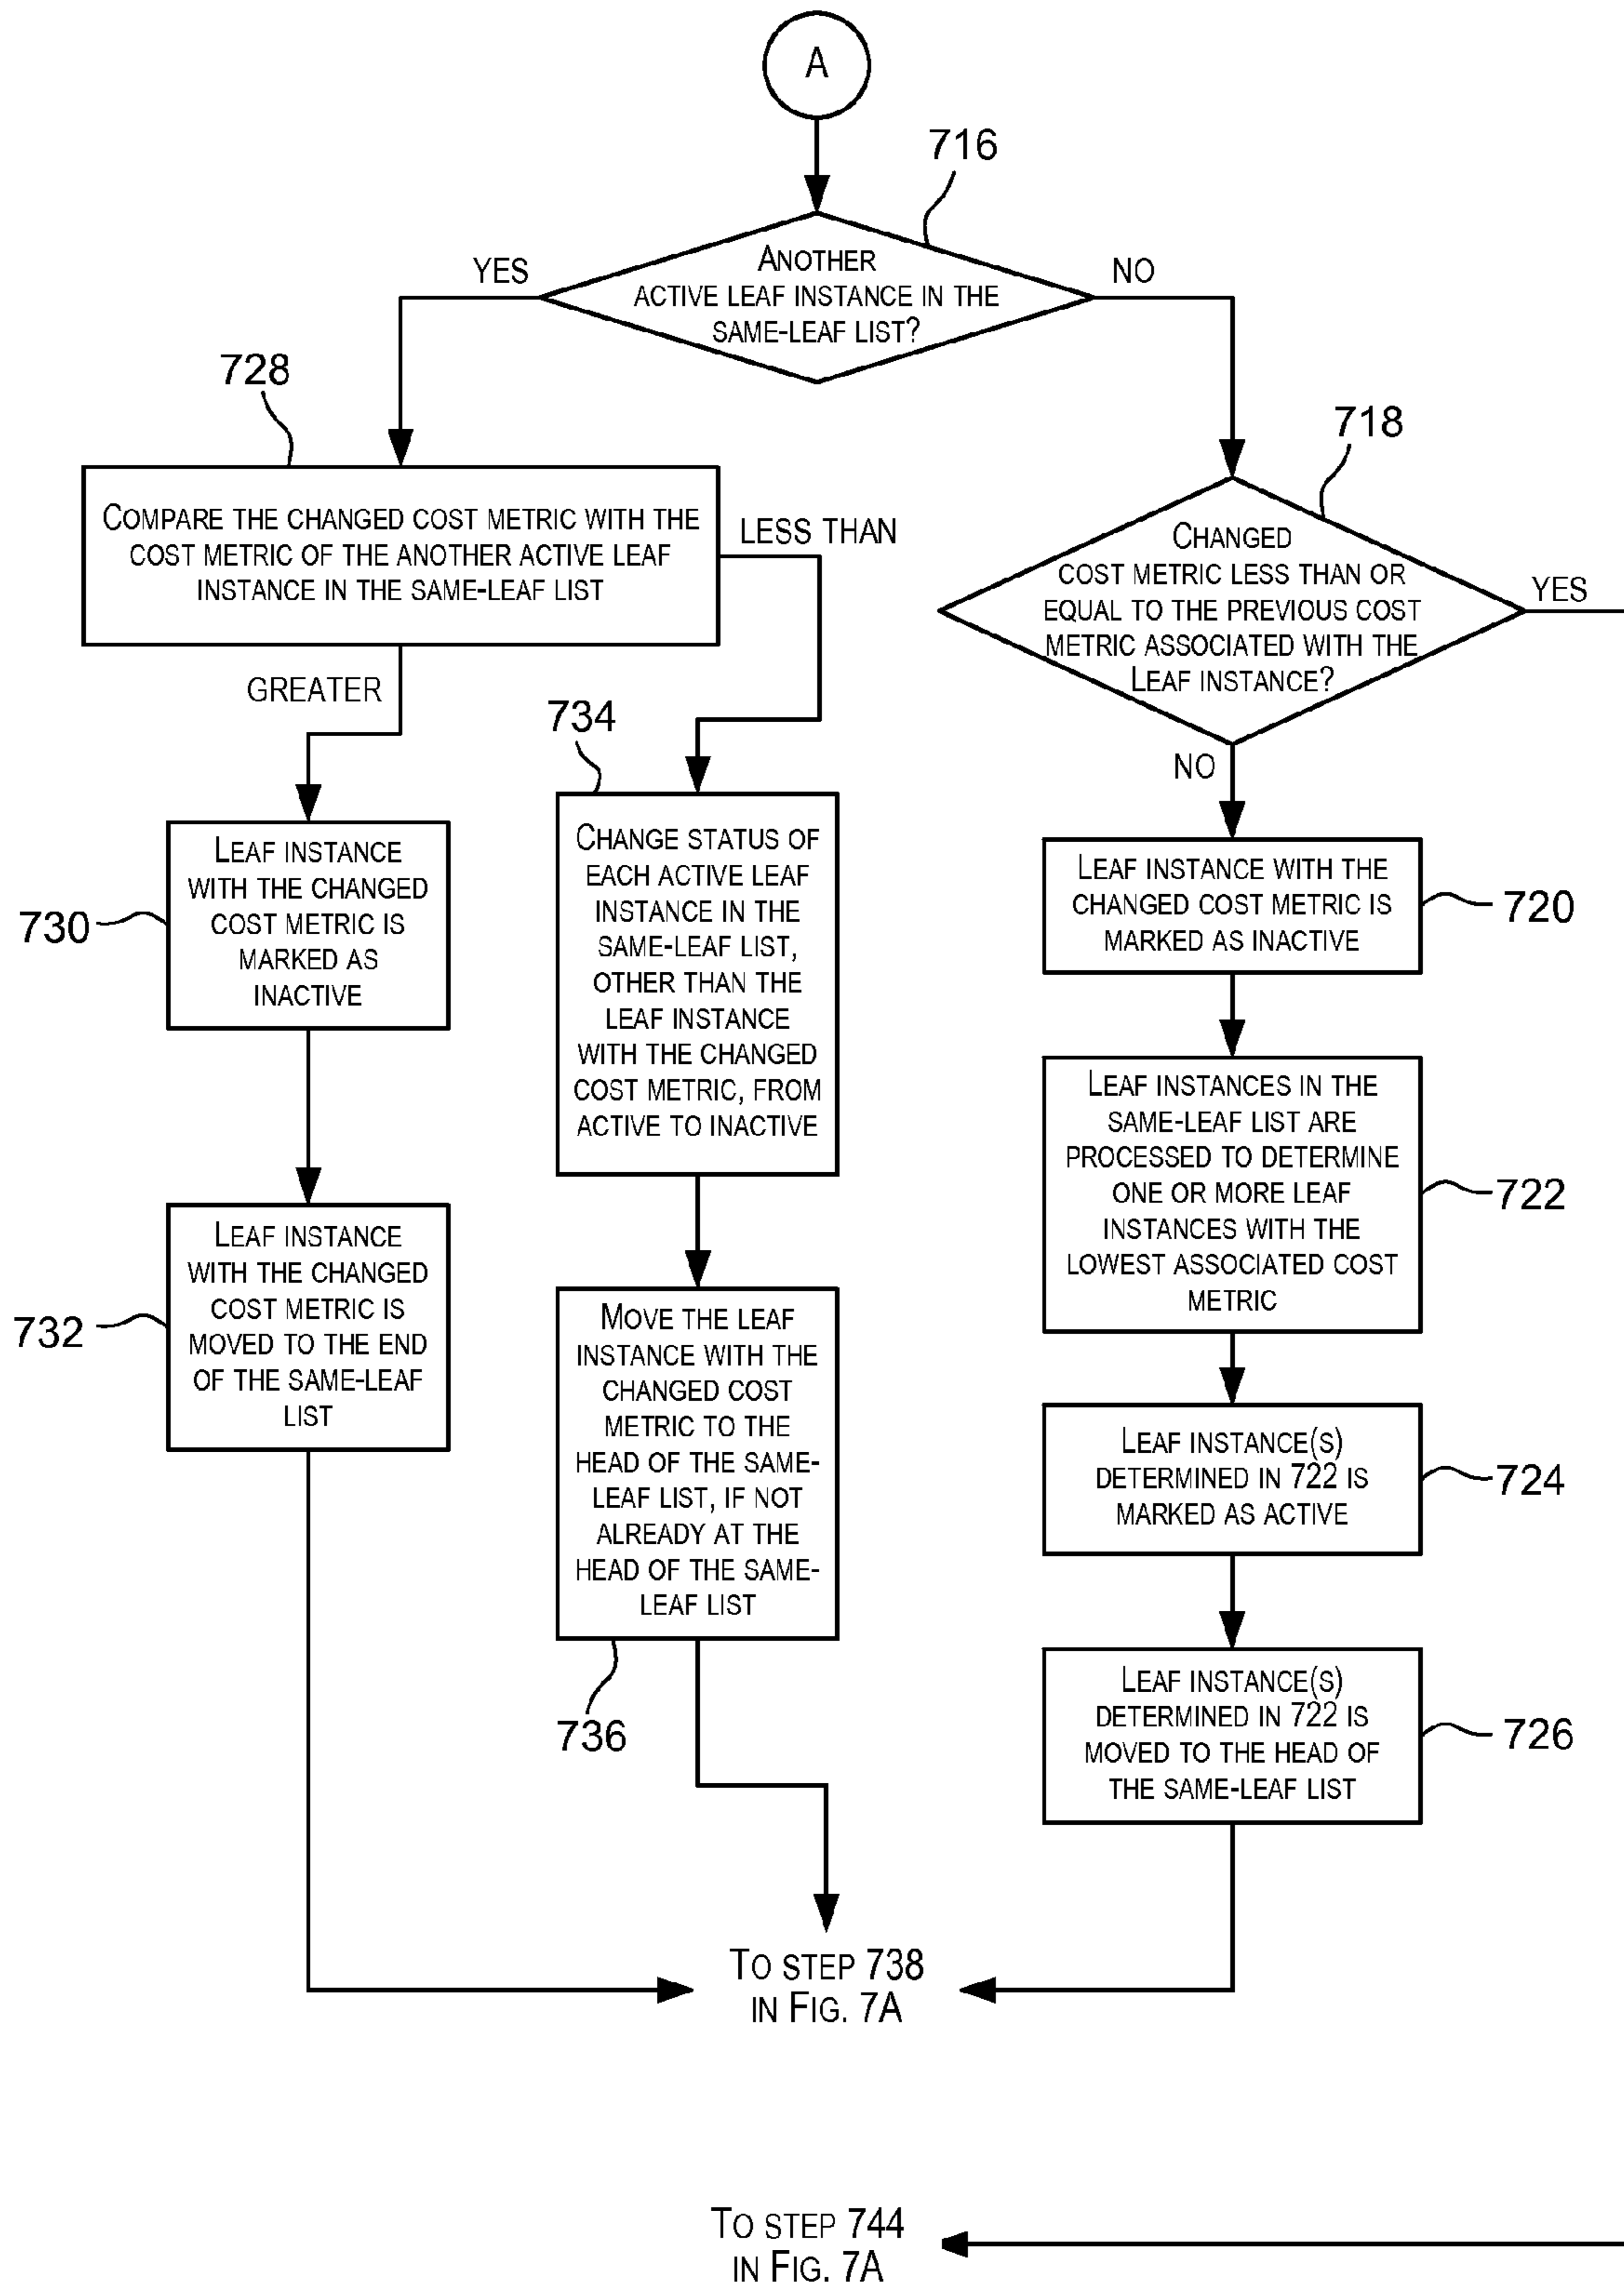 A
716
YES
NO
ANOTHER
ACTIVE LEAF INSTANCE IN THE
SAME-LEAF LIST?
728
718
COMPARE THE CHANGED COST METRIC WITH THE
COST METRIC OF THE ANOTHER ACTIVE LEAF
INSTANCE IN THE SAME-LEAF LIST
LESS THAN
GREATER
CHANGED
COST METRIC LESS THAN OR
EQUAL TO THE PREVIOUS COST
METRIC ASSOCIATED WITH THE
LEAF INSTANCE?
YES
NO
730
LEAF INSTANCE
WITH THE CHANGED
COST METRIC IS
MARKED AS
INACTIVE
732
LEAF INSTANCE
WITH THE CHANGED
COST METRIC IS
MOVED TO THE END
OF THE SAME-LEAF
LIST
734
CHANGE STATUS OF
EACH ACTIVE LEAF
INSTANCE IN THE
SAME-LEAF LIST,
OTHER THAN THE
LEAF INSTANCE
WITH THE CHANGED
COST METRIC, FROM
ACTIVE TO INACTIVE
MOVE THE LEAF
INSTANCE WITH THE
CHANGED COST
METRIC TO THE
HEAD OF THE SAME-
LEAF LIST, IF NOT
ALREADY AT THE
HEAD OF THE SAME-
LEAF LIST
736
LEAF INSTANCE WITH THE
CHANGED COST METRIC IS
MARKED AS INACTIVE
720
LEAF INSTANCES IN THE
SAME-LEAF LIST ARE
PROCESSED TO DETERMINE
ONE OR MORE LEAF
INSTANCES WITH THE
LOWEST ASSOCIATED COST
METRIC
722
LEAF INSTANCE(S)
DETERMINED IN 722 IS
MARKED AS ACTIVE
724
LEAF INSTANCE(S)
DETERMINED IN 722 IS
MOVED TO THE HEAD OF
THE SAME-LEAF LIST
726
TO STEP 738
IN FIG. 7A
TO STEP 744
IN FIG. 7A